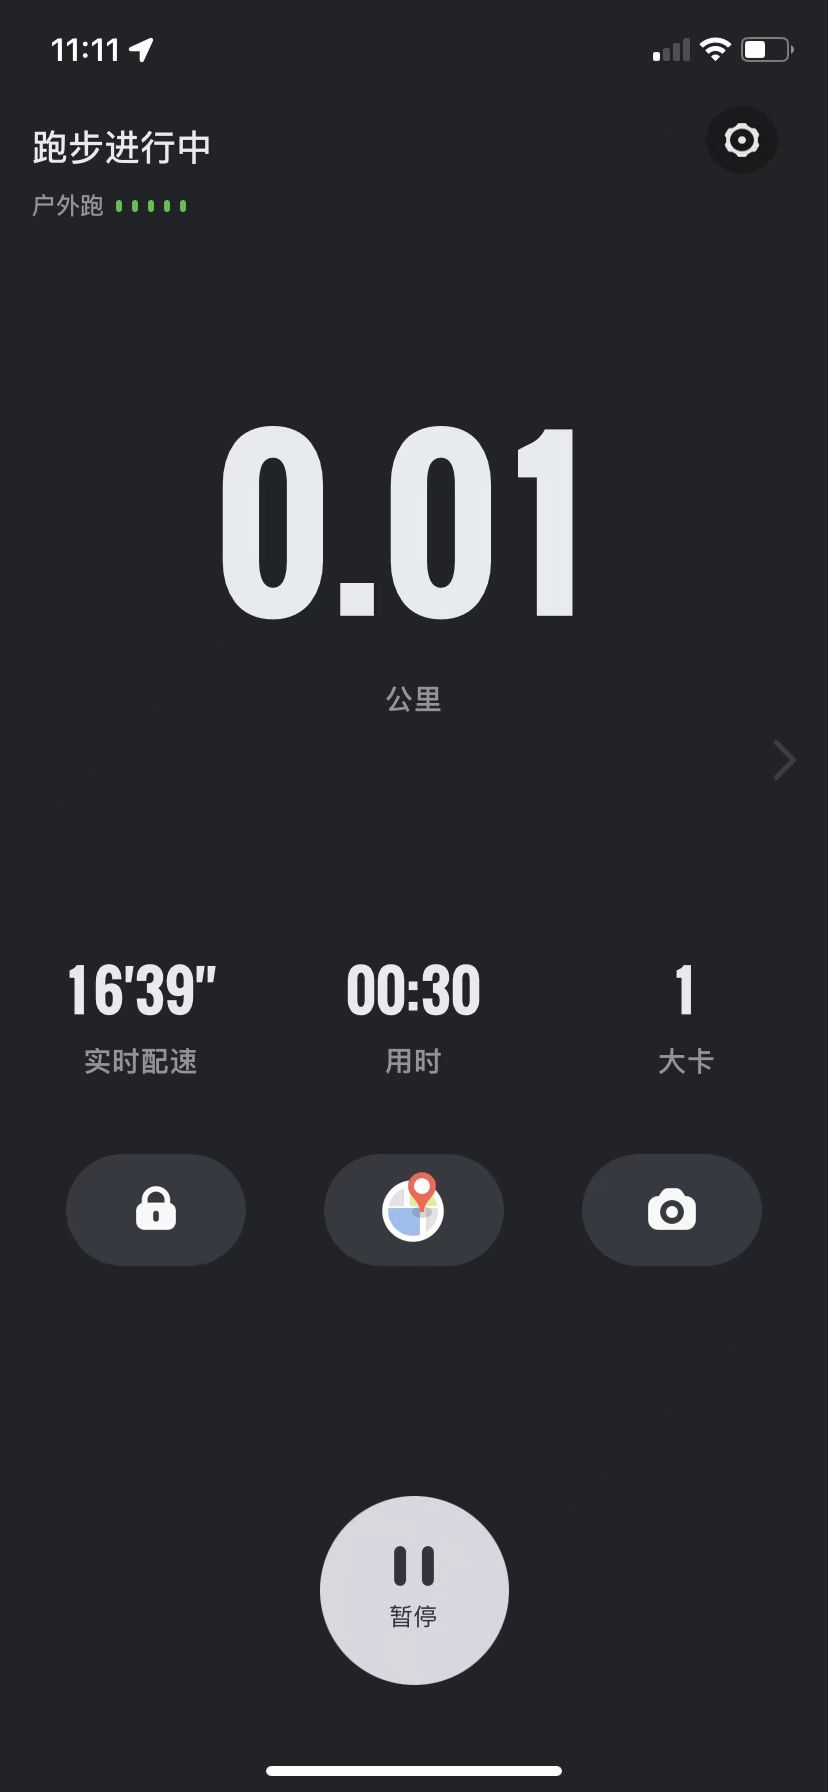 11:11
跑步进行中
户外跑
0.01
公里
16'39"
00:30
1
实时配速
用时
大卡
暂停